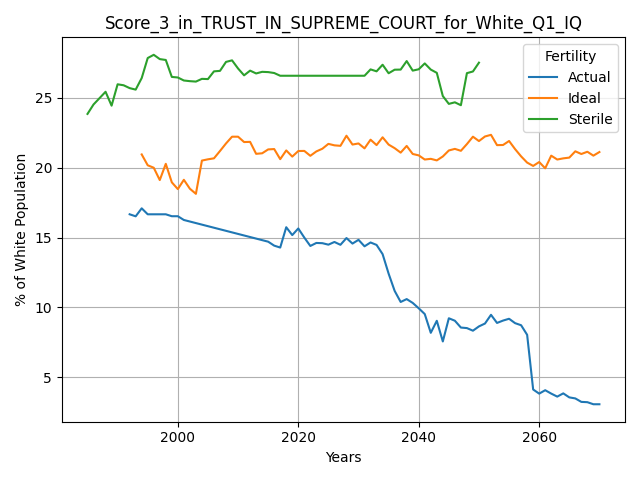 Score_3_in_TRUST_IN_SUPREME_COURT_for_White_Q1_IQ
Fertility
Actual
Ideal
Sterile
% of White Population
25
20
15
10
5
2000 2020 2040 2060
Years